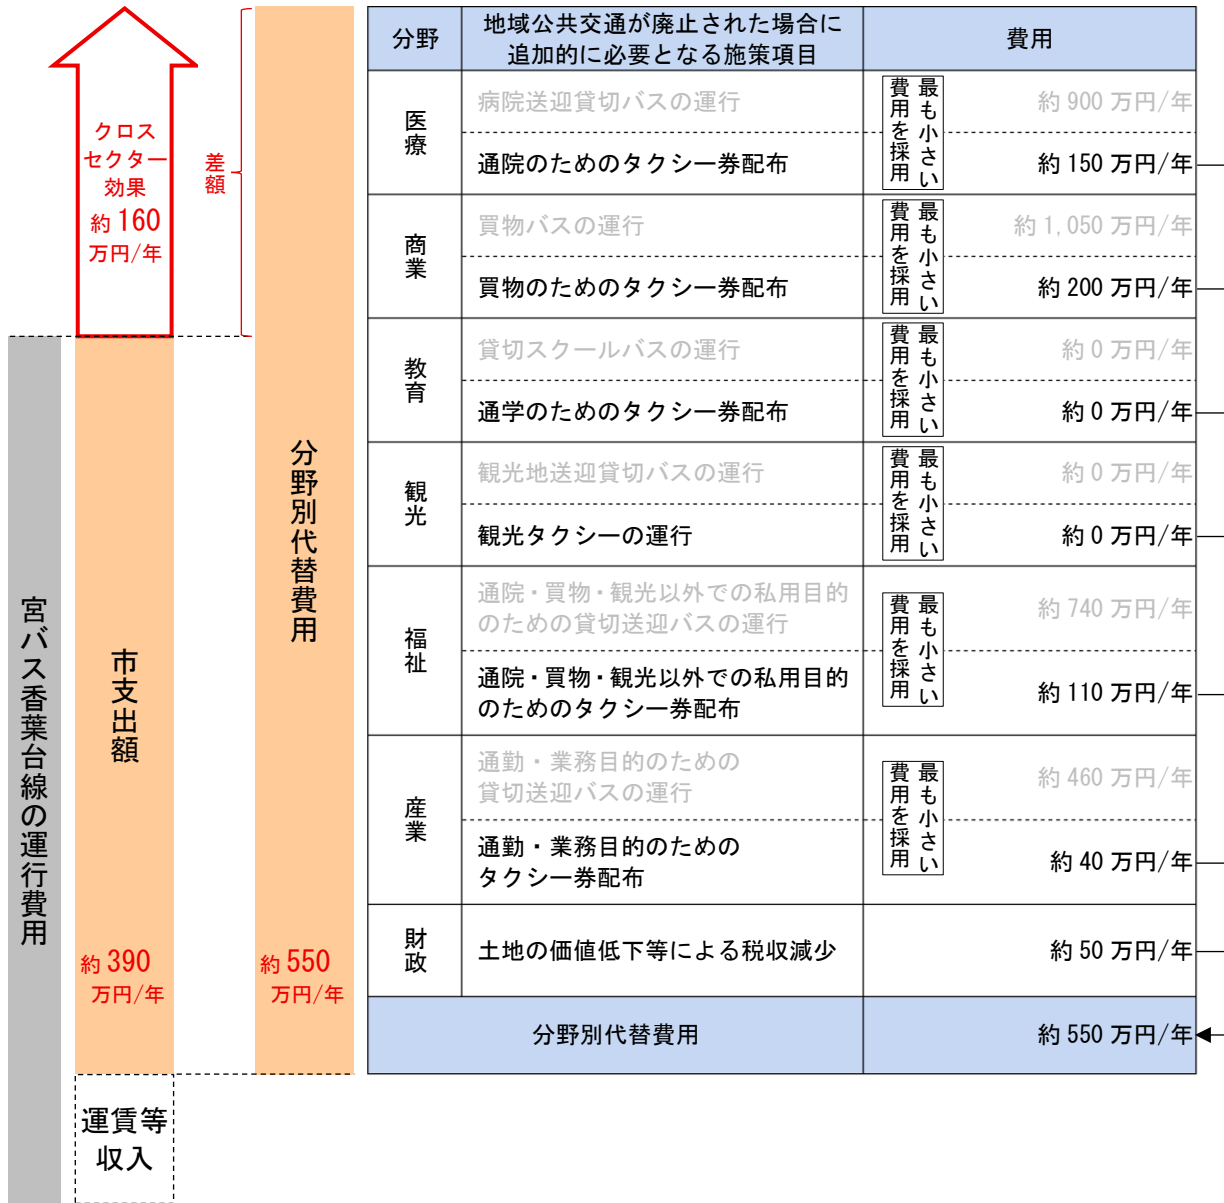 クロス
セクター
効果
約160
万円/年
差額
宮バス香葉台線の運行費用
市支出額
約390
万円/年
運賃等
収入
分野別代替費用
約550
万円/年
分野
地域公共交通が廃止された場合に
追加的に必要となる施策項目
費用
医療
病院送迎貸切バスの運行
最も小さい
費用を採用
約900万円/年
通院のためのタクシー券配布
約150万円/年
商業
買物バスの運行
最も小さい
費用を採用
約1,050万円/年
買物のためのタクシー券配布
約200万円/年
教育
貸切スクールバスの運行
最も小さい
費用を採用
約0万円/年
通学のためのタクシー券配布
約0万円/年
観光
観光地送迎貸切バスの運行
最も小さい
費用を採用
約0万円/年
観光タクシーの運行
約0万円/年
福祉
通院・買物・観光以外での私用目的
のための貸切送迎バスの運行
最も小さい
費用を採用
約740万円/年
通院・買物・観光以外での私用目的
のためのタクシー券配布
約110万円/年
産業
通勤・業務目的のための
貸切送迎バスの運行
最も小さい
費用を採用
約460万円/年
通勤・業務目的のための
タクシー券配布
約40万円/年
財政
土地の価値低下等による税収減少
約50万円/年
分野別代替費用
約550万円/年